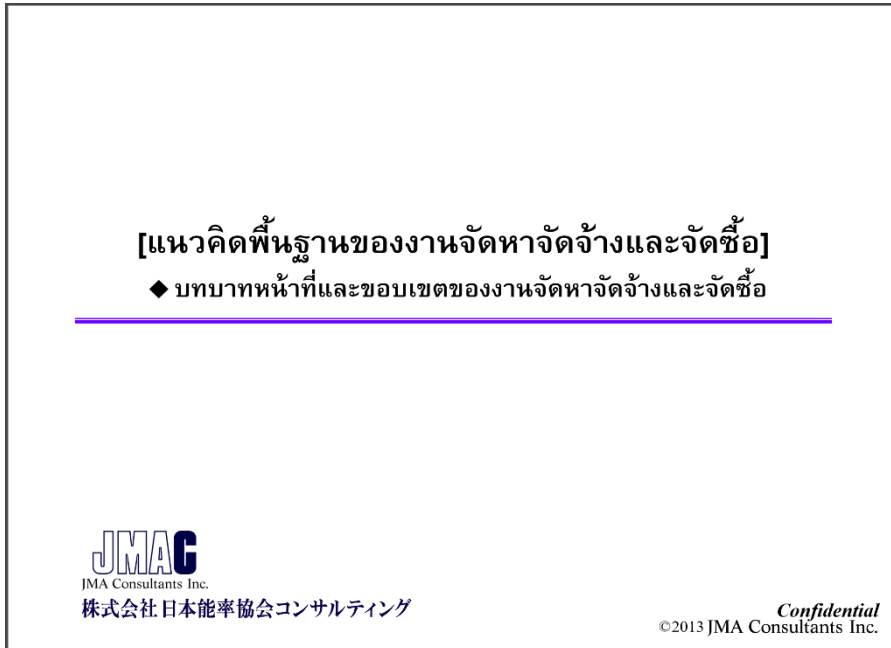 [แนวคิดพื้นฐานของงานจัดหาจัดจ้างและจัดซื้อ]
◆ บทบาทหน้าที่และขอบเขตของงานจัดหาจัดจ้างและจัดซื้อ
JMAC
JMA Consultants Inc.
株式会社日本能率協会コンサルティング
Confidential
©2013 JMA Consultants Inc.